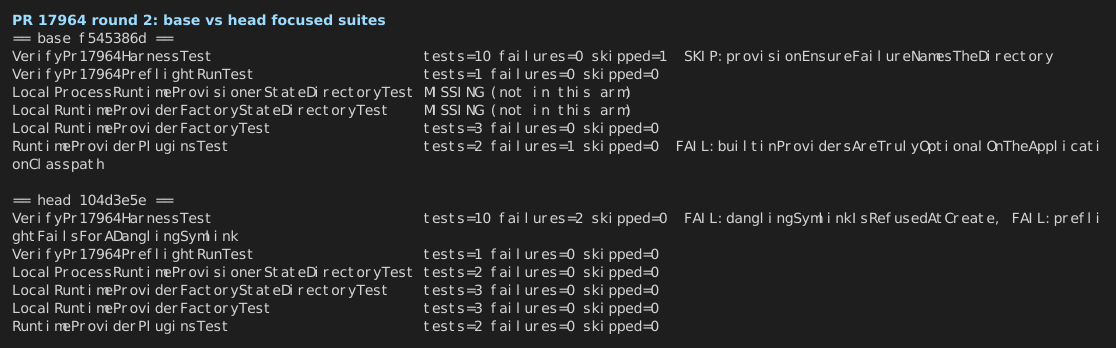 PR 17964 round 2: base vs head focused suites
== base f545386d ==
VerifyPr17964HarnessTest tests=10 failures=0 skipped=1 SKIP:provisionEnsureFailureNamesTheDirectory
VerifyPr17964PreflightRunTest tests=1 failures=0 skipped=0
LocalProcessRuntimeProvisionerStateDirectoryTest MISSING (not in this arm)
LocalRuntimeProviderFactoryStateDirectoryTest MISSING (not in this arm)
LocalRuntimeProviderFactoryTest tests=3 failures=0 skipped=0
RuntimeProviderPluginsTest tests=2 failures=1 skipped=0 FAIL:builtinProvidersAreTrulyOptionalOnTheApplicati
onClasspath
== head 104d3e5e ==
VerifyPr17964HarnessTest tests=10 failures=2 skipped=0 FAIL:danglingSymlinkIsRefusedAtCreate, FAIL:prefli
ghtFailsForADanglingSymlink
VerifyPr17964PreflightRunTest tests=1 failures=0 skipped=0
LocalProcessRuntimeProvisionerStateDirectoryTest tests=2 failures=0 skipped=0
LocalRuntimeProviderFactoryStateDirectoryTest tests=3 failures=0 skipped=0
LocalRuntimeProviderFactoryTest tests=3 failures=0 skipped=0
RuntimeProviderPluginsTest tests=2 failures=0 skipped=0